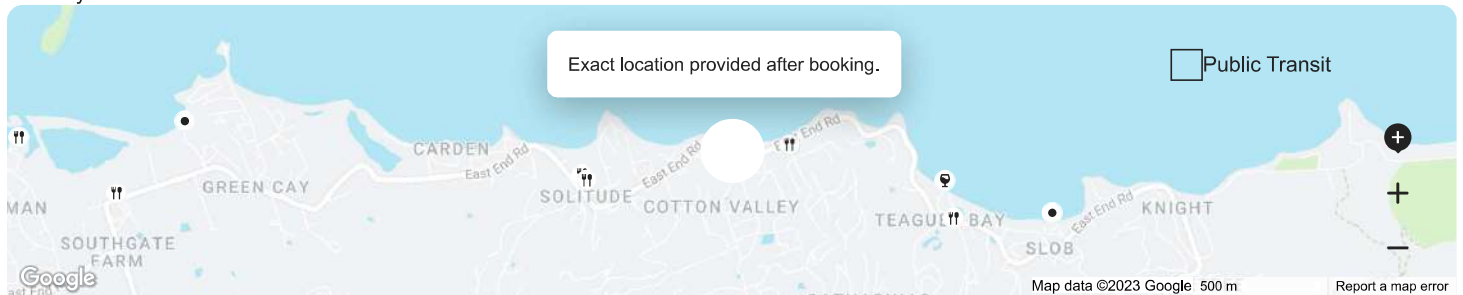 Exact location provided after booking.
Public Transit
East End Rd
CARDEN
East End Rd
East End Rd
GREEN CAY
SOLITUDE
COTTON VALLEY
MAN
TEAGUE BAY
East End Rd
KNIGHT
SOUTHGATE
FARM
SLOB
Google
Map data ©2023 Google
500 m
Report a map error